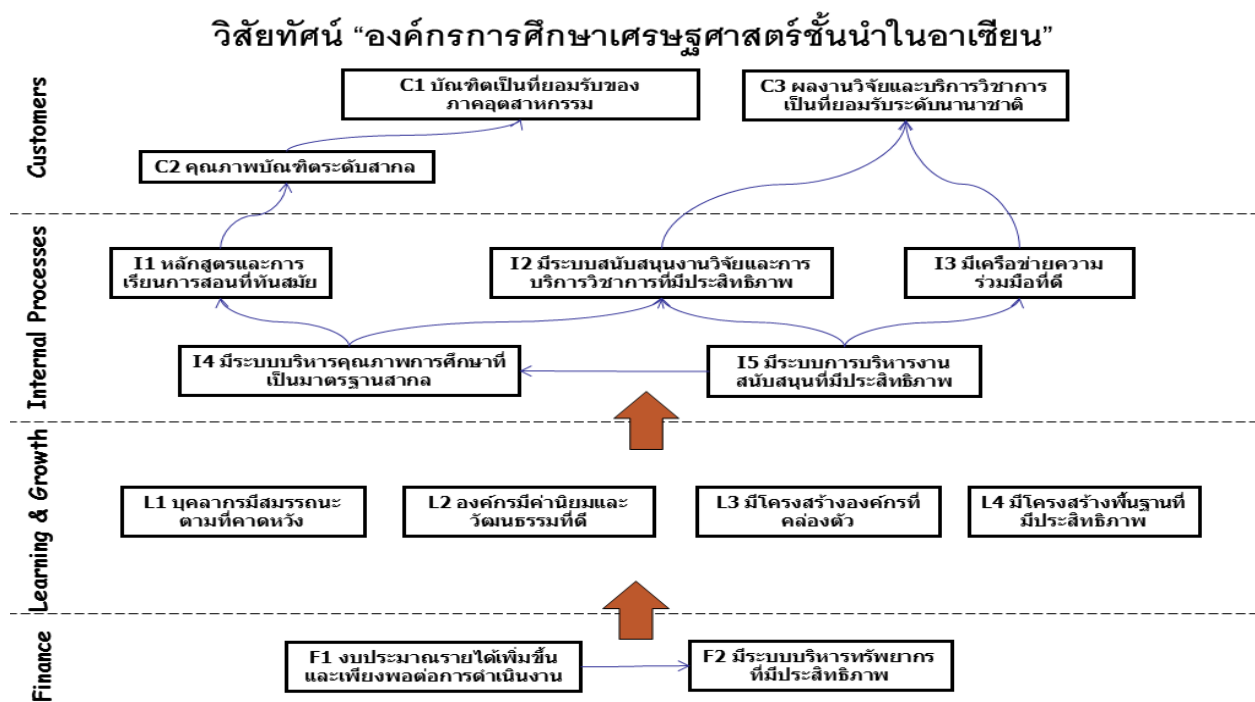 วิสัยทัศน์ “องค์กรการศึกษาเศรษฐศาสตร์ชั้นนำในอาเซียน”
Customers
C1 บัณฑิตเป็นที่ยอมรับของ
ภาคอุตสาหกรรม
C3 ผลงานวิจัยและบริการวิชาการ
เป็นที่ยอมรับระดับนานาชาติ
C2 คุณภาพบัณฑิตระดับสากล
Internal Processes
I1 หลักสูตรและการ
เรียนการสอนที่ทันสมัย
I2 มีระบบสนับสนุนงานวิจัยและการ
บริการวิชาการที่มีประสิทธิภาพ
I3 มีเครือข่ายความ
ร่วมมือที่ดี
I4 มีระบบบริหารคุณภาพการศึกษาที่
เป็นมาตรฐานสากล
I5 มีระบบการบริหารงาน
สนับสนุนที่มีประสิทธิภาพ
Learning & Growth
L1 บุคลากรมีสมรรถนะ
ตามที่คาดหวัง
L2 องค์กรมีค่านิยมและ
วัฒนธรรมที่ดี
L3 มีโครงสร้างองค์กรที่
คล่องตัว
L4 มีโครงสร้างพื้นฐานที่
มีประสิทธิภาพ
Finance
F1 งบประมาณรายได้เพิ่มขึ้น
และเพียงพอต่อการดำเนินงาน
F2 มีระบบบริหารทรัพยากร
ที่มีประสิทธิภาพ